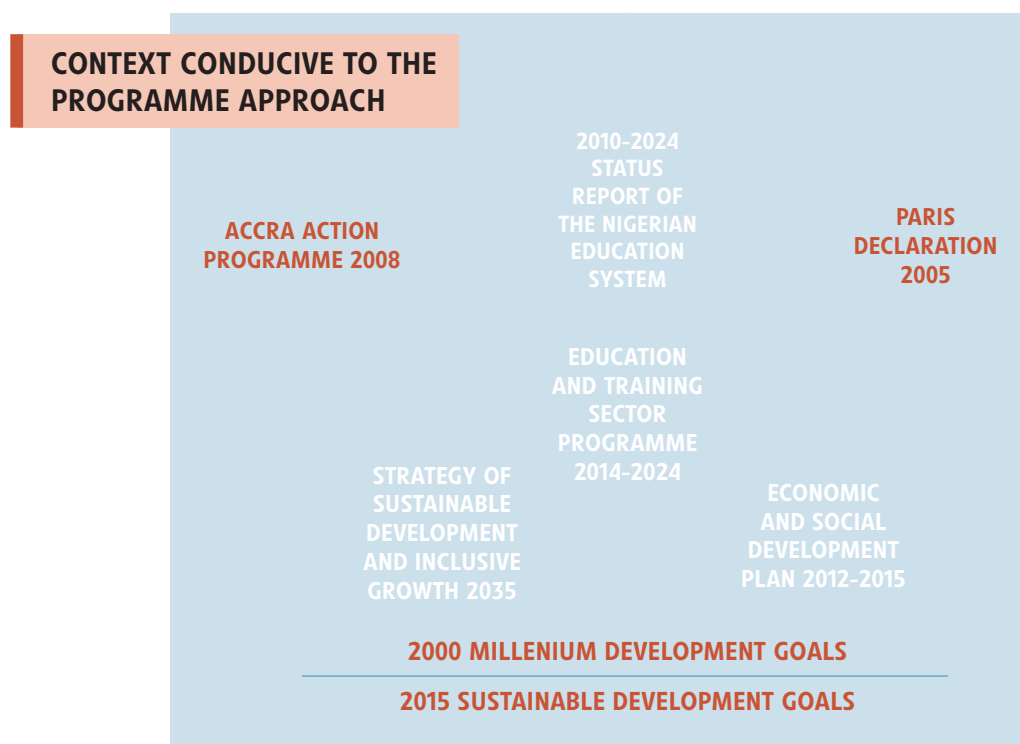 CONTEXT CONDUCIVE TO THE
PROGRAMME APPROACH
2010-2024
STATUS
REPORT OF
THE NIGERIAN
EDUCATION
SYSTEM
ACCRA ACTION
PROGRAMME 2008
PARIS
DECLARATION
2005
EDUCATION
AND TRAINING
SECTOR
PROGRAMME
2014-2024
STRATEGY OF
SUSTAINABLE
DEVELOPMENT
AND INCLUSIVE
GROWTH 2035
ECONOMIC
AND SOCIAL
DEVELOPMENT
PLAN 2012-2015
2000 MILLENIUM DEVELOPMENT GOALS
2015 SUSTAINABLE DEVELOPMENT GOALS